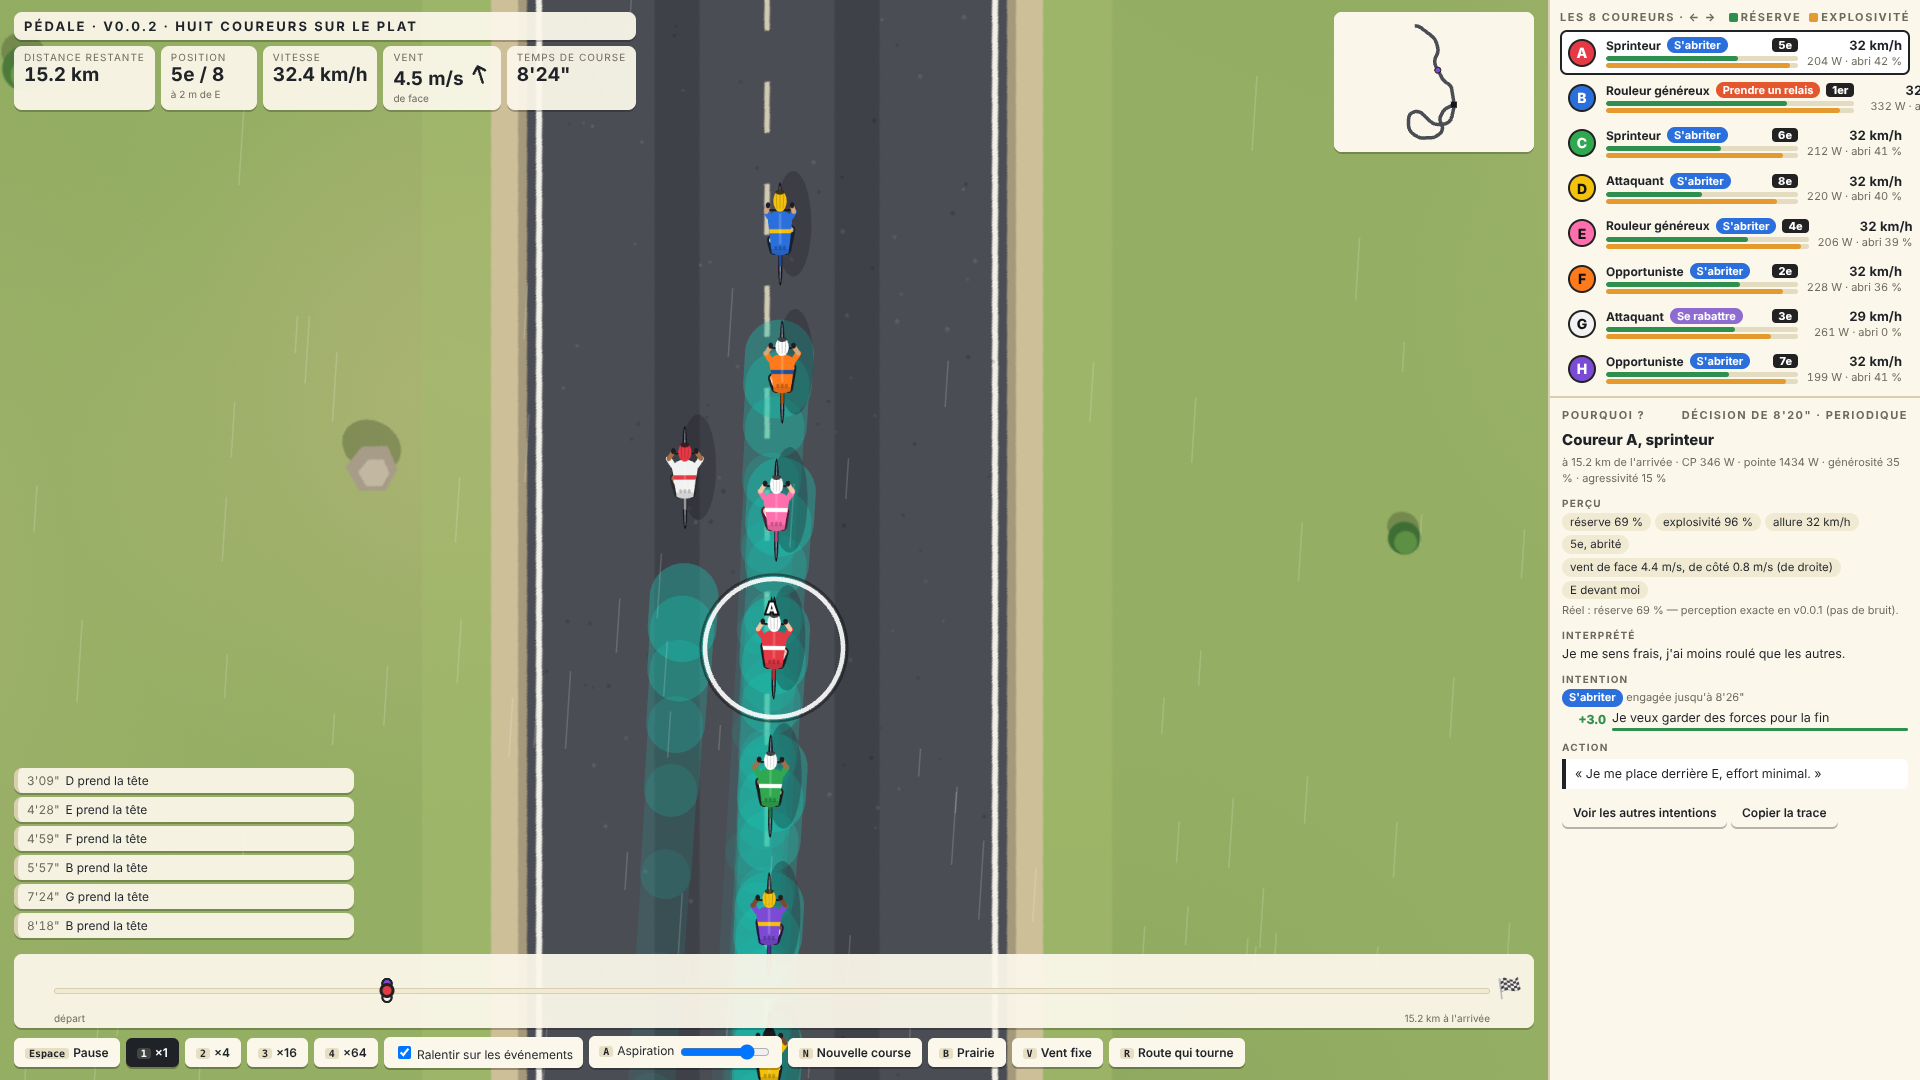 PÉDALE · V0.0.2 · HUIT COUREURS SUR LE PLAT
DISTANCE RESTANTE
15.2 km
POSITION
5e / 8
à 2 m de E
VITESSE
32.4 km/h
VENT
4.5 m/s
de face
TEMPS DE COURSE
8'24"
A
3'09" D prend la tête
4'28" E prend la tête
4'59" F prend la tête
5'57" B prend la tête
7'24" G prend la tête
8'18" B prend la tête
départ
15.2 km à l'arrivée
Espace Pause
1 ×1
2 ×4
3 ×16
4 ×64
Ralentir sur les événements
A Aspiration
N Nouvelle course
B Prairie
V Vent fixe
R Route qui tourne
LES 8 COUREURS · ← → RÉSERVE EXPLOSIVITÉ
A Sprinteur S'abriter 5e 32 km/h
204 W · abri 42 %
B Rouleur généreux Prendre un relais 1er 32
332 W · a
C Sprinteur S'abriter 6e 32 km/h
212 W · abri 41 %
D Attaquant S'abriter 8e 32 km/h
220 W · abri 40 %
E Rouleur généreux S'abriter 4e 32 km/h
206 W · abri 39 %
F Opportuniste S'abriter 2e 32 km/h
228 W · abri 36 %
G Attaquant Se rabattre 3e 29 km/h
261 W · abri 0 %
H Opportuniste S'abriter 7e 32 km/h
199 W · abri 41 %
POURQUOI ? DÉCISION DE 8'20" · PERIODIQUE
Coureur A, sprinteur
à 15.2 km de l'arrivée · CP 346 W · pointe 1434 W · générosité 35
% · agressivité 15 %
PERÇU
réserve 69 % explosivité 96 % allure 32 km/h
5e, abrité
vent de face 4.4 m/s, de côté 0.8 m/s (de droite)
E devant moi
Réel : réserve 69 % — perception exacte en v0.0.1 (pas de bruit).
INTERPRÉTÉ
Je me sens frais, j'ai moins roulé que les autres.
INTENTION
S'abriter engagée jusqu'à 8'26"
+3.0 Je veux garder des forces pour la fin
ACTION
« Je me place derrière E, effort minimal. »
Voir les autres intentions
Copier la trace